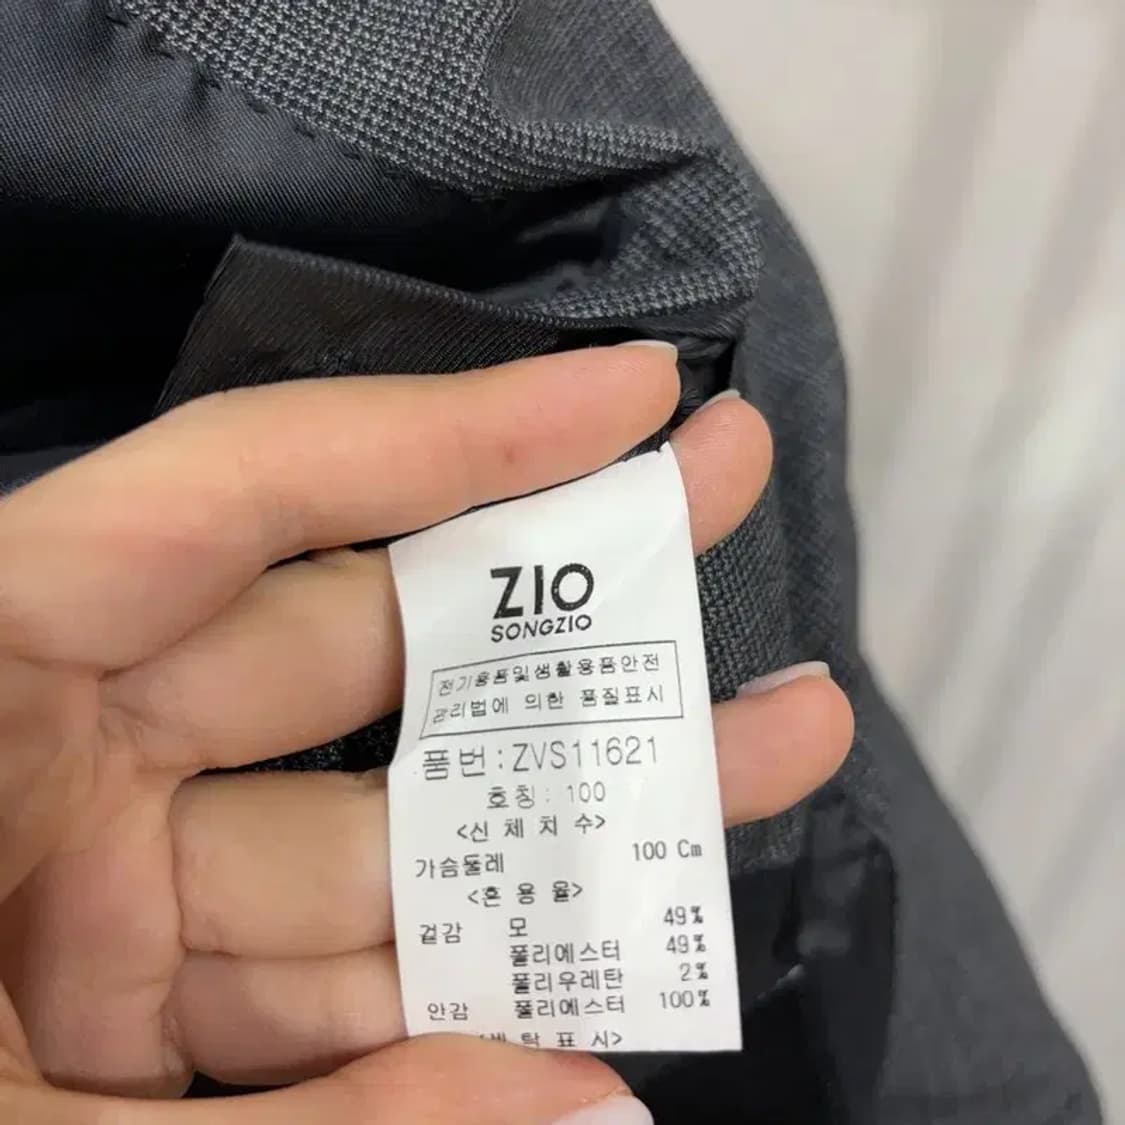 ZIO
SONGZIO
전기용품및생활용품안전
관리법에 의한 품질표시
품번:ZVS11621
호칭: 100
<신 체 치 수>
가슴둘레 100 Cm
<혼 용 율>
겉감 모 49%
폴리에스터 49%
폴리우레탄 2%
안감 폴리에스터 100%
탁 표 시>